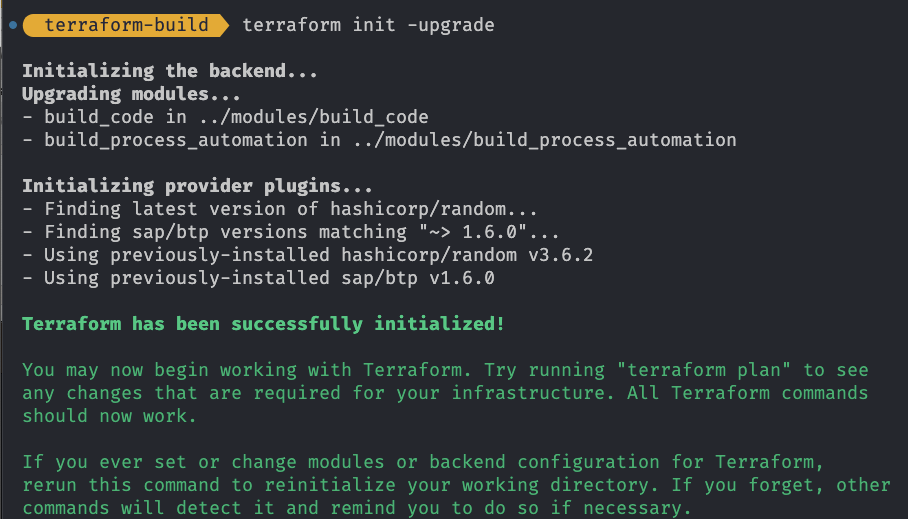 terraform-build terraform init -upgrade
Initializing the backend...
Upgrading modules...
- build_code in ../modules/build_code
- build_process_automation in ../modules/build_process_automation
Initializing provider plugins...
- Finding latest version of hashicorp/random...
- Finding sap/btp versions matching "~> 1.6.0"...
- Using previously-installed hashicorp/random v3.6.2
- Using previously-installed sap/btp v1.6.0
Terraform has been successfully initialized!
You may now begin working with Terraform. Try running "terraform plan" to see
any changes that are required for your infrastructure. All Terraform commands
should now work.
If you ever set or change modules or backend configuration for Terraform,
rerun this command to reinitialize your working directory. If you forget, other
commands will detect it and remind you to do so if necessary.